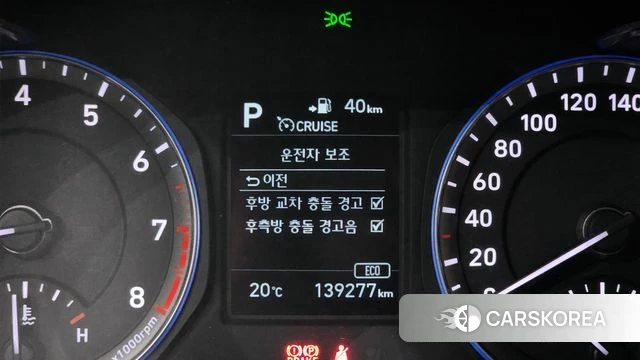 P
40km
CRUISE
운전자 보조
이전
후방 교차 충돌 경고
후측방 충돌 경고음
ECO
20°C
139277km
4
5
6
7
8
x1000rpm
H
0
20
40
60
80
100
120
140
BRAKE
CARSKOREA